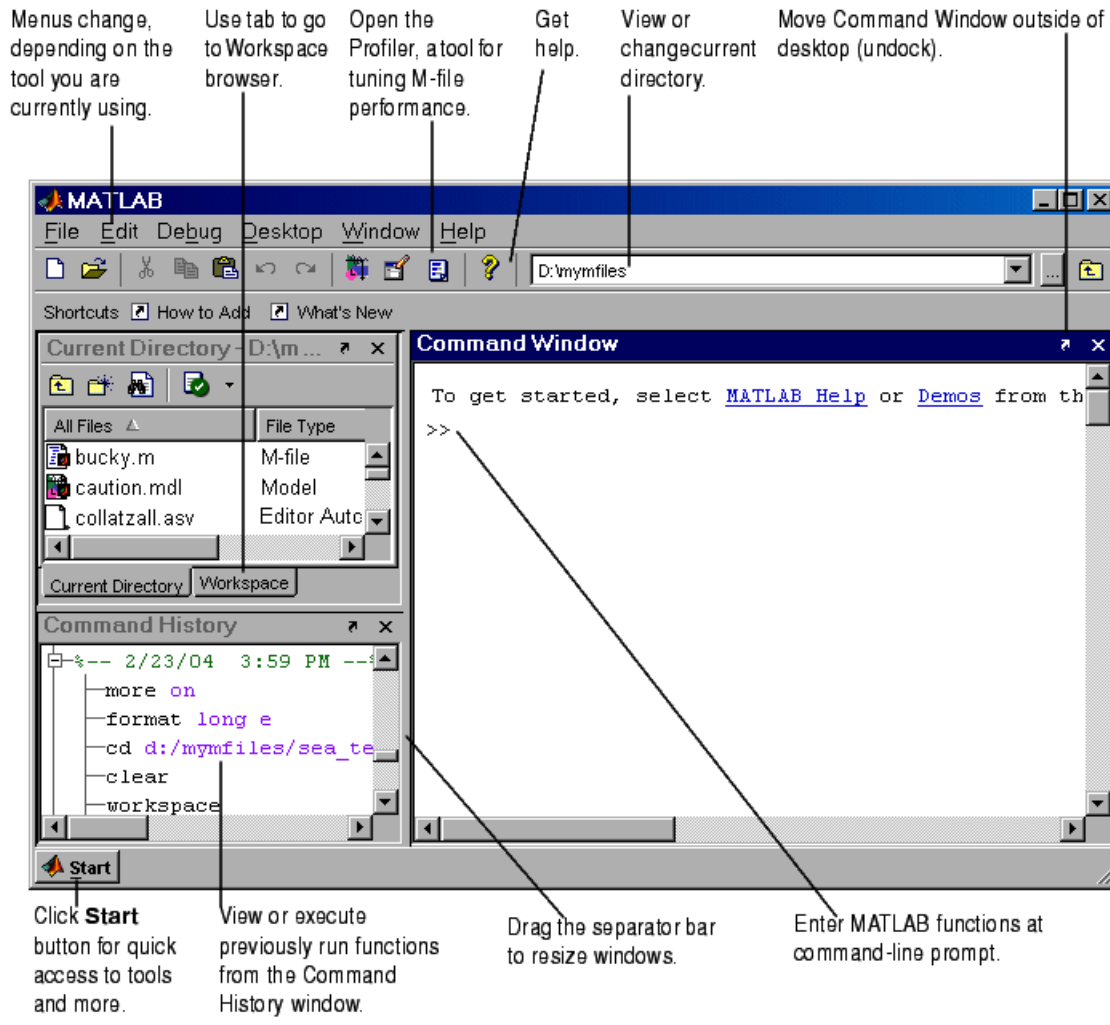 Menus change,
depending on the
tool you are
currently using.
Use tab to go
to Workspace
browser.
Open the
Profiler, a tool for
tuning M-file
performance.
Get
help.
View or
changecurrent
directory.
Move Command Window outside of
desktop (undock).
MATLAB
File Edit Debug Desktop Window Help
D:\mymfiles
...
Shortcuts How to Add What's New
Current Directory - D:\m ...
All Files File Type
bucky.m M-file
caution.mdl Model
collatzall.asv Editor Autc
Current Directory Workspace
Command History
%-- 2/23/04 3:59 PM --%
more on
format long e
cd d:/mymfiles/sea_te
clear
workspace
Command Window
To get started, select MATLAB Help or Demos from th
>>
Start
Click Start
button for quick
access to tools
and more.
View or execute
previously run functions
from the Command
History window.
Drag the separator bar
to resize windows.
Enter MATLAB functions at
command-line prompt.